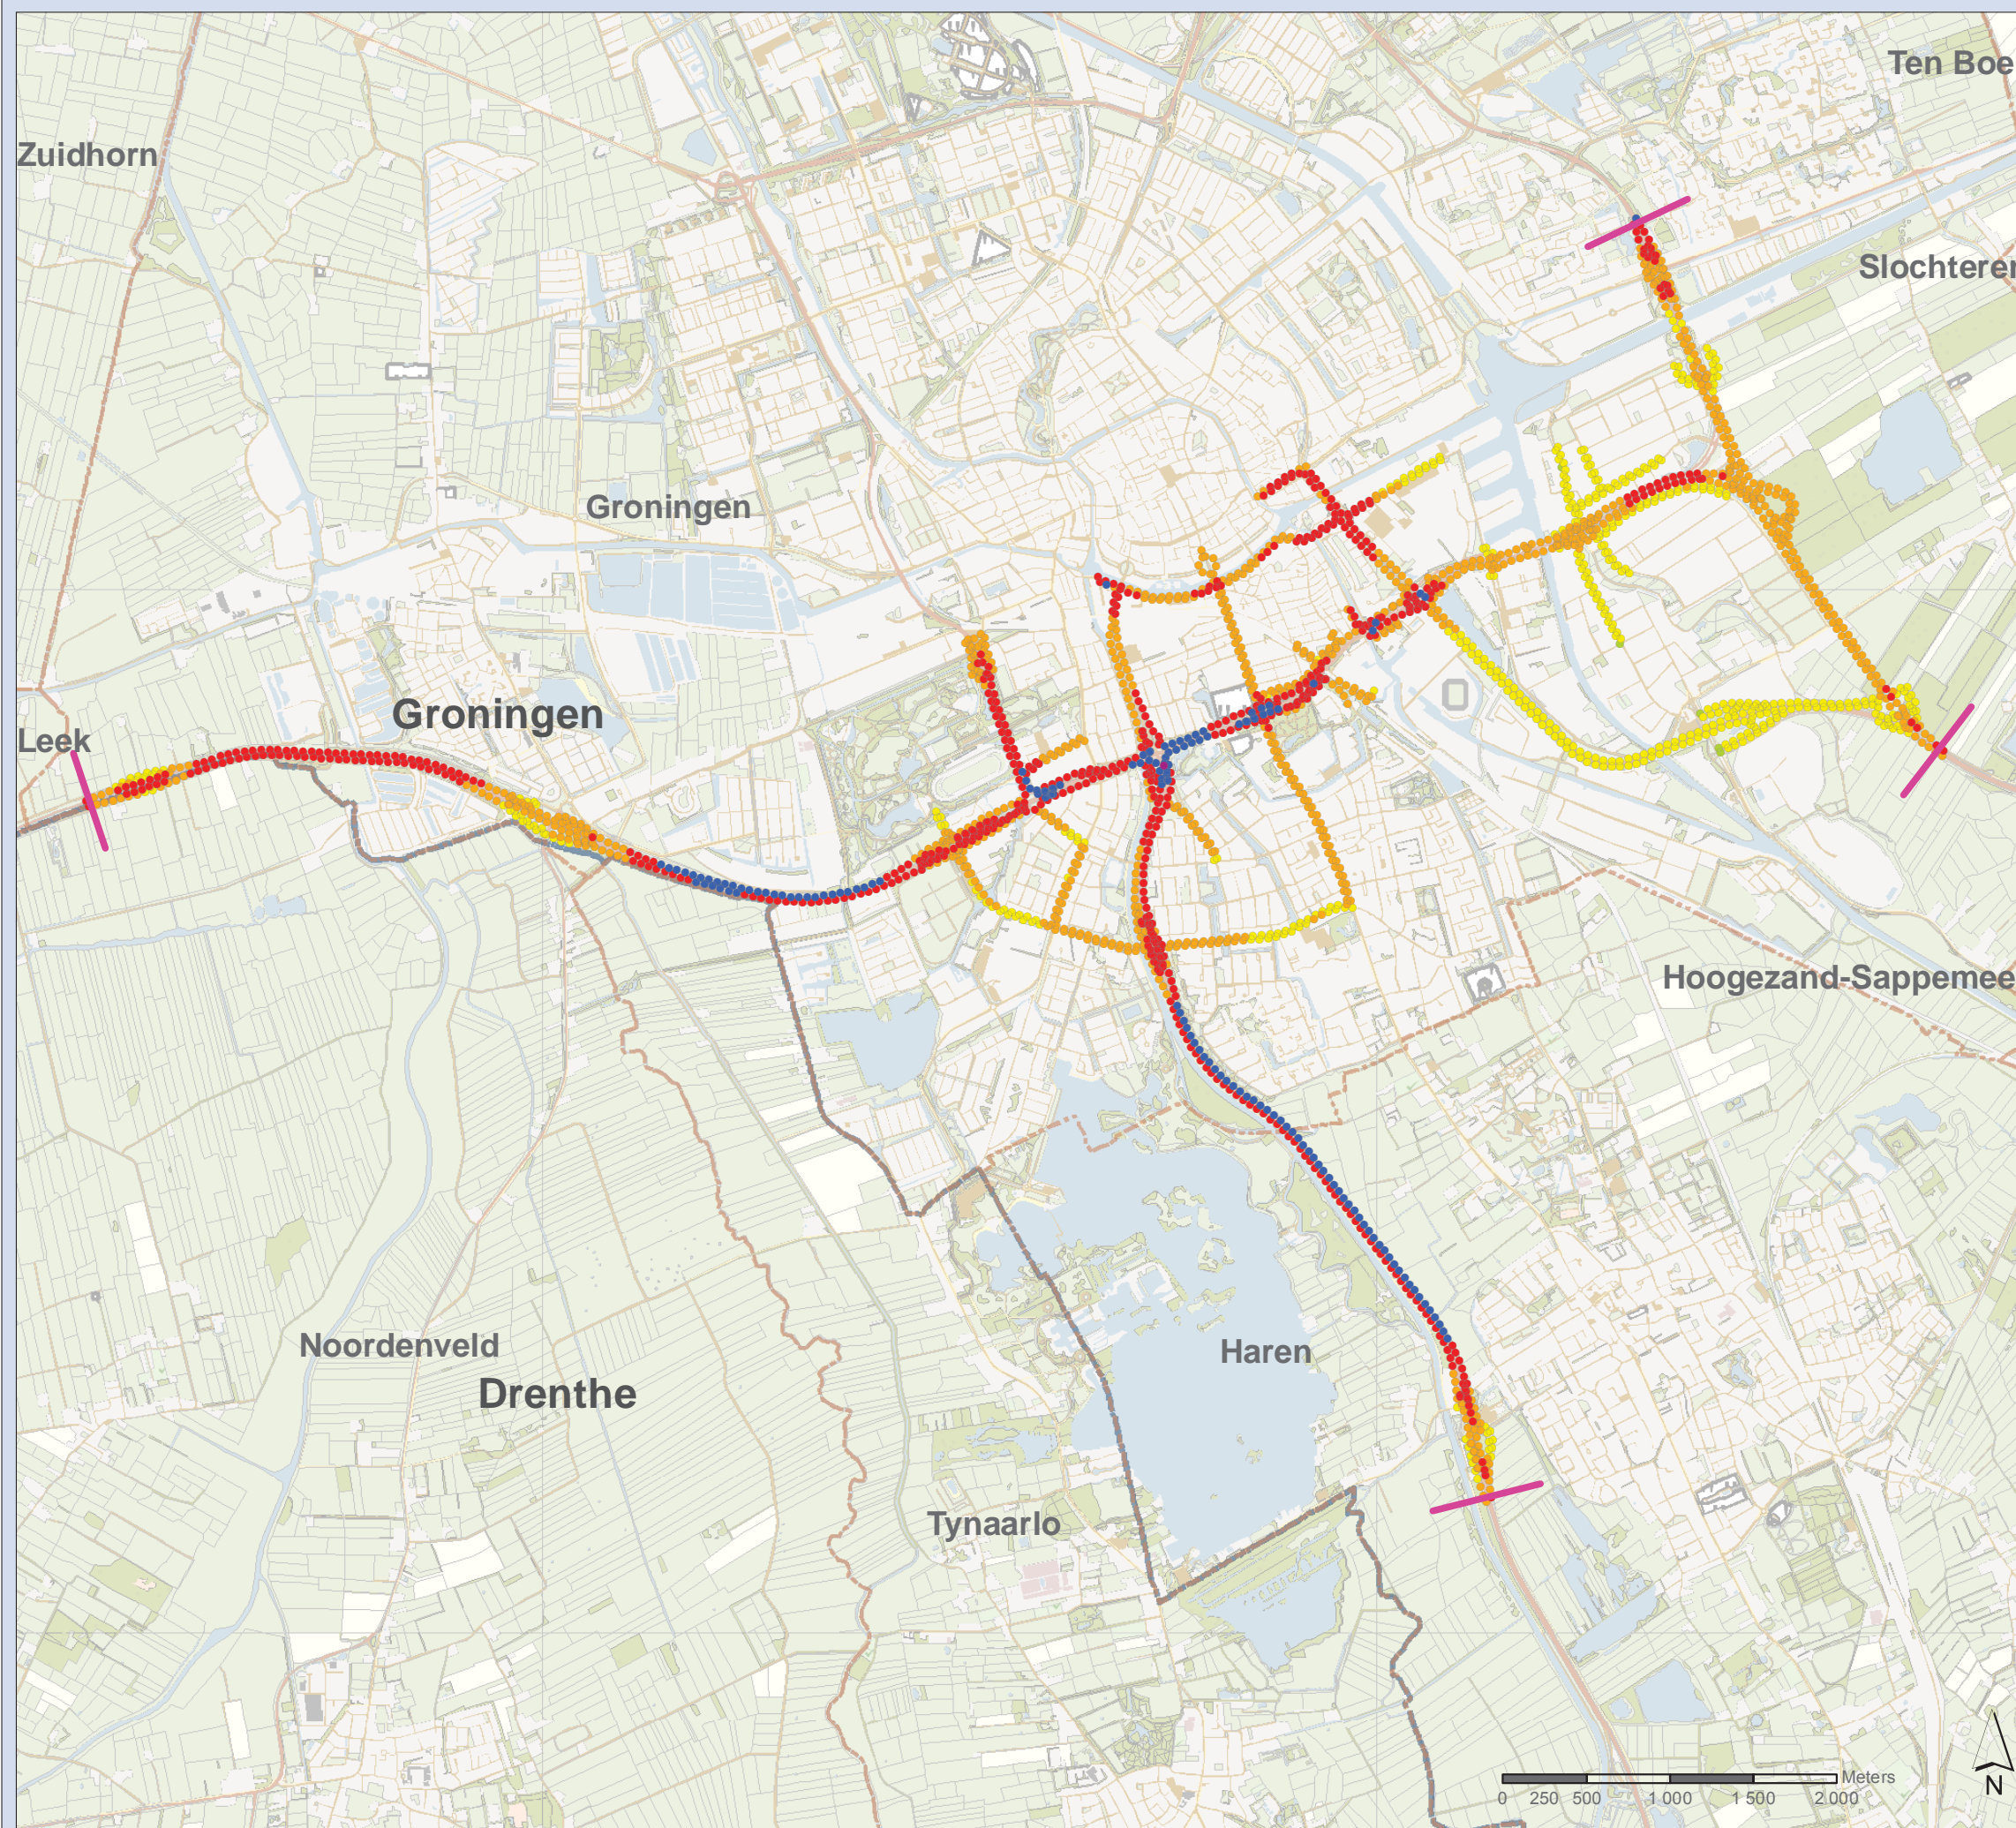 Ten Boe
Zuidhorn
Slochteren
Groningen
Groningen
Leek
Hoogezand-Sappemee
Noordenveld
Haren
Drenthe
Tynaarlo
Meters
0 250 500 1 000 1 500 2 000
N